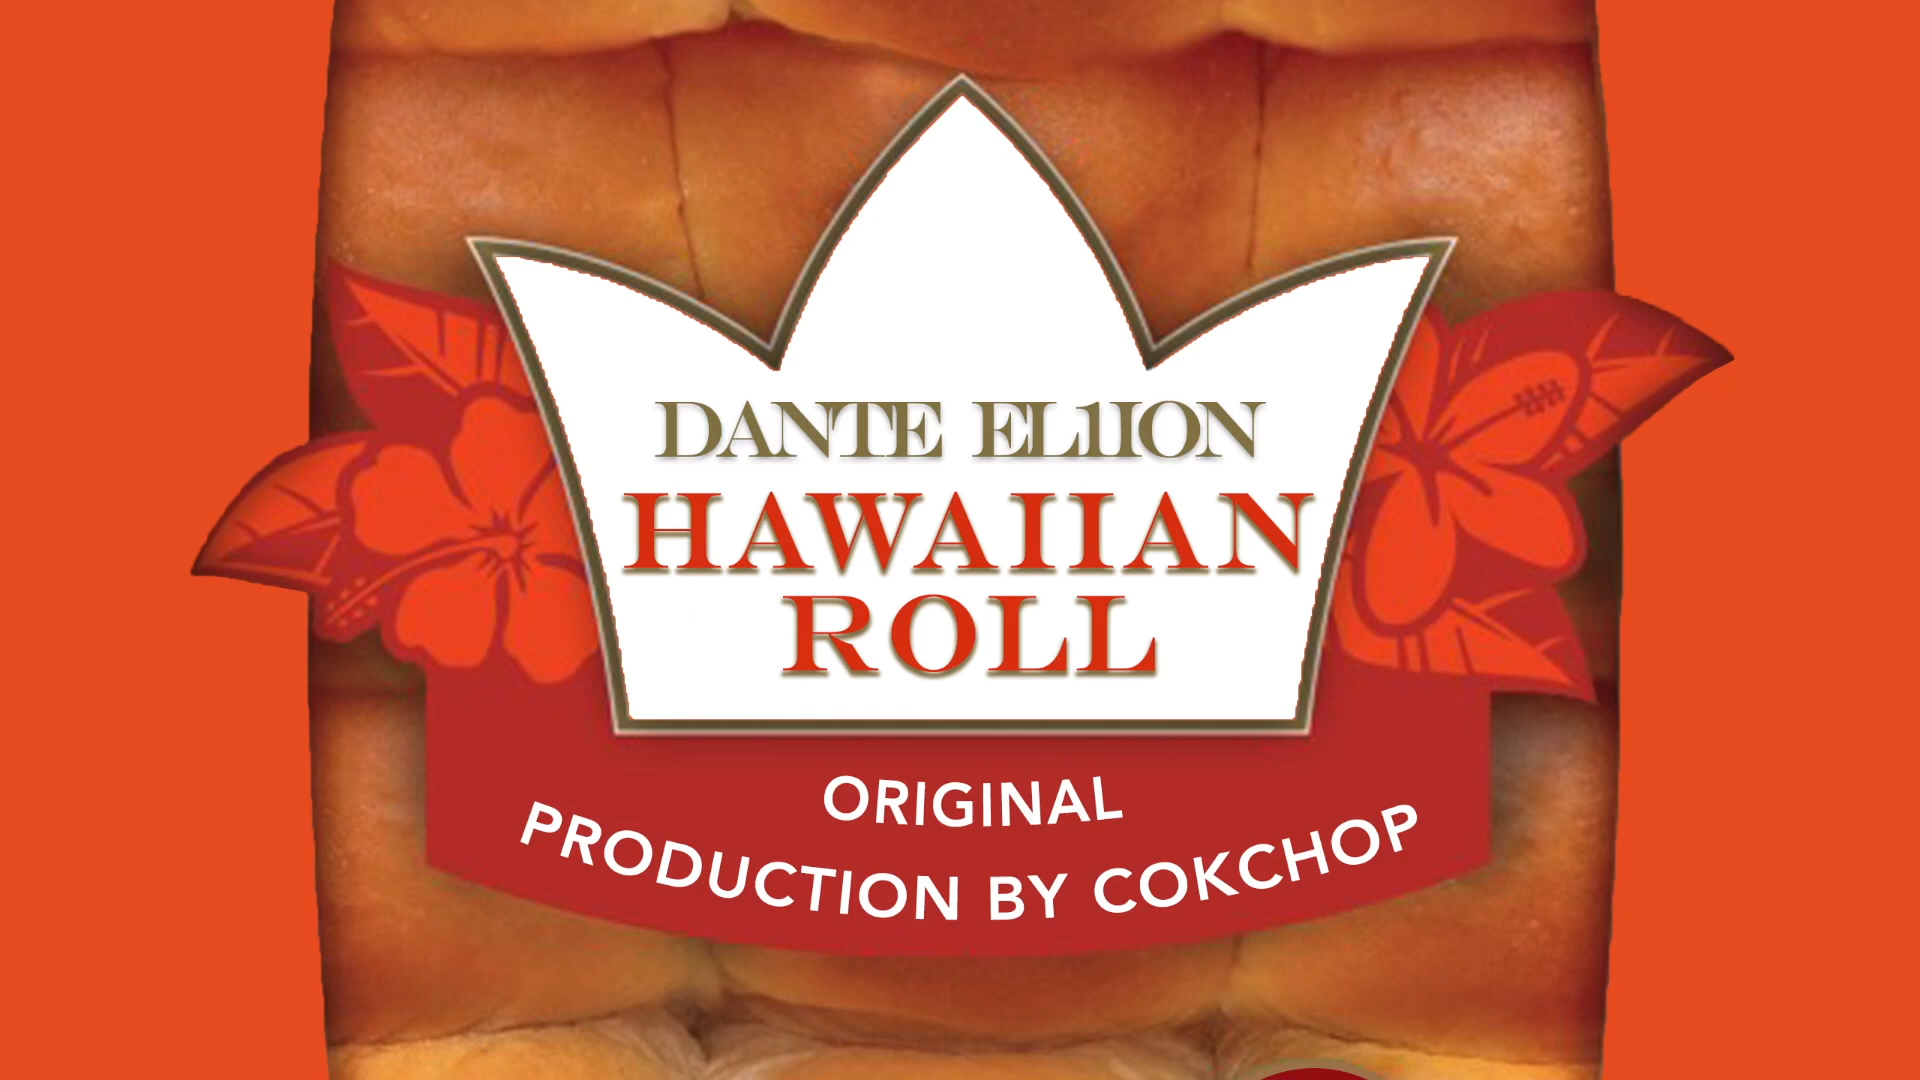 DANTE EL1ION
HAWAIIAN
ROLL
ORIGINAL
PRODUCTION BY COKCHOP